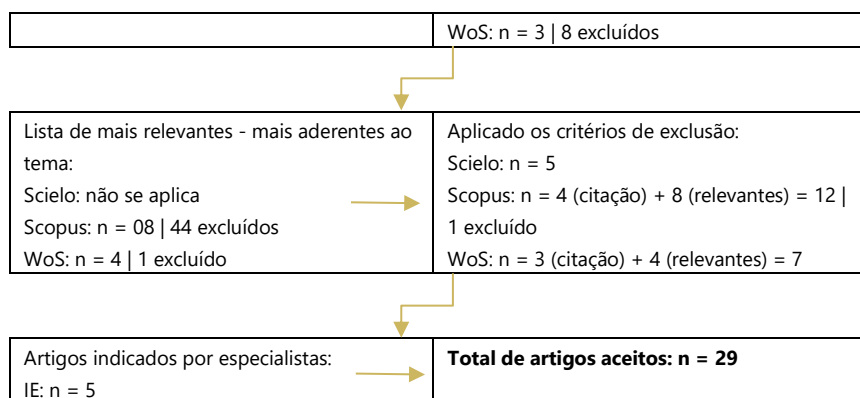 WoS: n = 3 | 8 excluídos
Lista de mais relevantes - mais aderentes ao
tema:
Scielo: não se aplica
Scopus: n = 08 | 44 excluídos
WoS: n = 4 | 1 excluído
Aplicado os critérios de exclusão:
Scielo: n = 5
Scopus: n = 4 (citação) + 8 (relevantes) = 12 |
1 excluído
WoS: n = 3 (citação) + 4 (relevantes) = 7
Artigos indicados por especialistas:
IE: n = 5
Total de artigos aceitos: n = 29